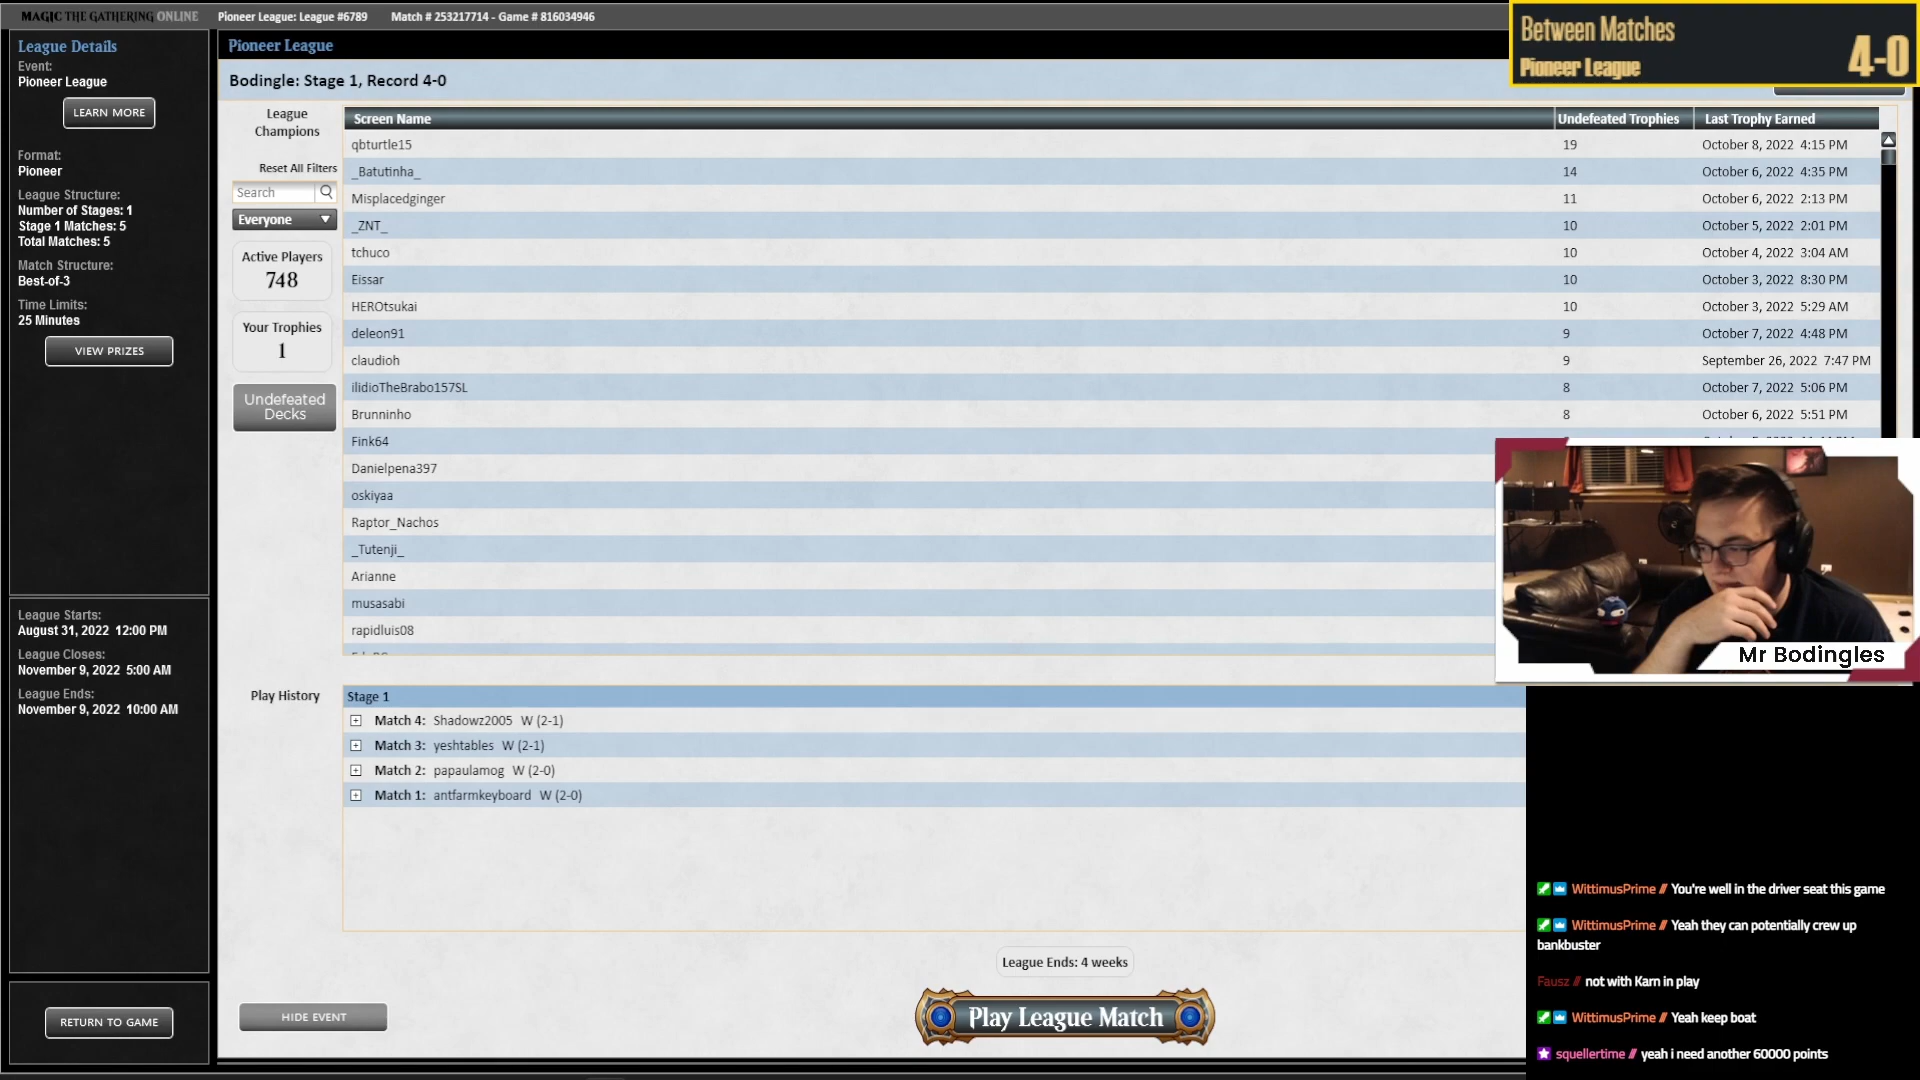 MAGIC THE GATHERING ONLINE
Pioneer League: League #6789
Match # 253217714 - Game # 816034946
Between Matches
Pioneer League
4-0
League Details
Event:
Pioneer League
LEARN MORE
Format:
Pioneer
League Structure:
Number of Stages: 1
Stage 1 Matches: 5
Total Matches: 5
Match Structure:
Best-of-3
Time Limits:
25 Minutes
VIEW PRIZES
League Starts:
August 31, 2022 12:00 PM
League Closes:
November 9, 2022 5:00 AM
League Ends:
November 9, 2022 10:00 AM
RETURN TO GAME
Pioneer League
Bodingle: Stage 1, Record 4-0
League
Champions
Reset All Filters
Search
Everyone
Active Players
748
Your Trophies
1
Undefeated
Decks
Screen Name Undefeated Trophies Last Trophy Earned
qbturtle15 19 October 8, 2022 4:15 PM
_Batutinha_ 14 October 6, 2022 4:35 PM
Misplacedginger 11 October 6, 2022 2:13 PM
_ZNT_ 10 October 5, 2022 2:01 PM
tchuco 10 October 4, 2022 3:04 AM
Eissar 10 October 3, 2022 8:30 PM
HEROtsukai 10 October 3, 2022 5:29 AM
deleon91 9 October 7, 2022 4:48 PM
claudioh 9 September 26, 2022 7:47 PM
ilidioTheBrabo157SL 8 October 7, 2022 5:06 PM
Brunninho 8 October 6, 2022 5:51 PM
Fink64
Danielpena397
oskiyaa
Raptor_Nachos
_Tutenji_
Arianne
musasabi
rapidluis08
Mr Bodingles
Play History
Stage 1
Match 4: Shadowz2005 W (2-1)
Match 3: yeshtables W (2-1)
Match 2: papaulamog W (2-0)
Match 1: antfarmkeyboard W (2-0)
League Ends: 4 weeks
HIDE EVENT
Play League Match
WittimusPrime // You're well in the driver seat this game
WittimusPrime // Yeah they can potentially crew up
bankbuster
Fausz // not with Karn in play
WittimusPrime // Yeah keep boat
squellertime // yeah i need another 60000 points